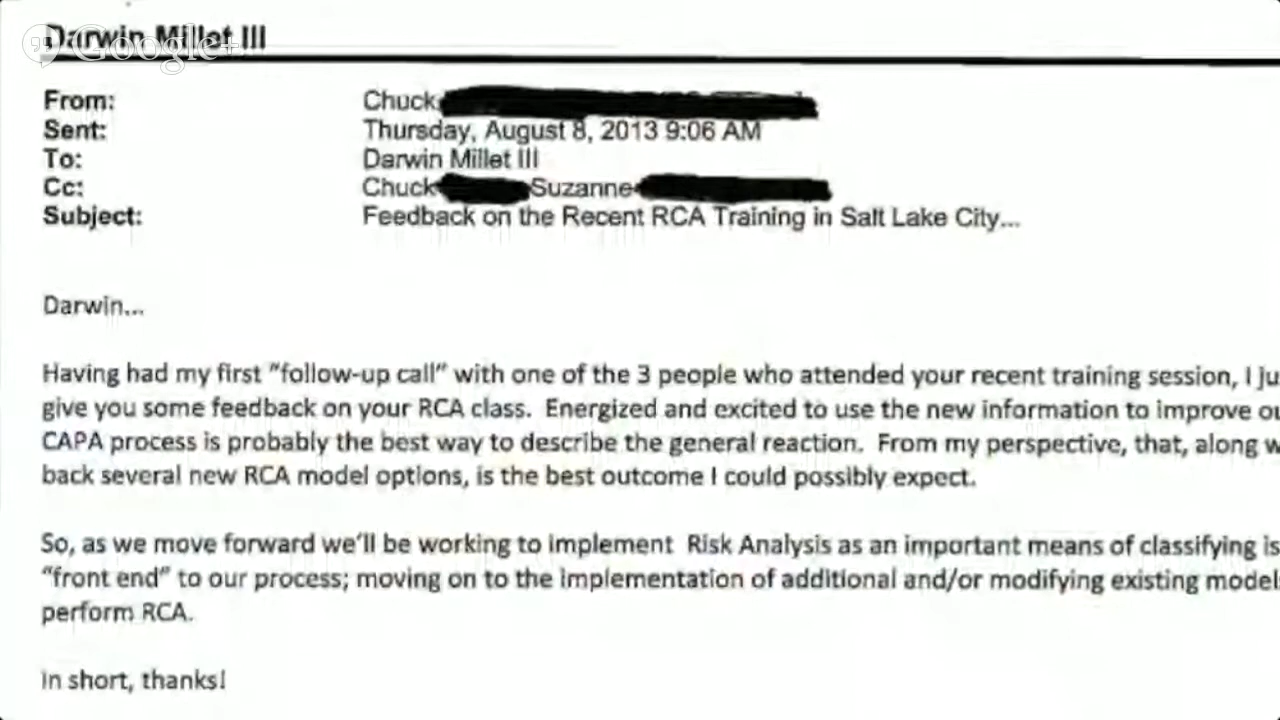 Darwin Millet III
Google+
From: Chuck
Sent: Thursday, August 8, 2013 9:06 AM
To: Darwin Millet III
Cc: Chuck Suzanne
Subject: Feedback on the Recent RCA Training in Salt Lake City...
Darwin...
Having had my first "follow-up call" with one of the 3 people who attended your recent training session, I ju
give you some feedback on your RCA class. Energized and excited to use the new information to improve ou
CAPA process is probably the best way to describe the general reaction. From my perspective, that, along w
back several new RCA model options, is the best outcome I could possibly expect.
So, as we move forward we'll be working to implement Risk Analysis as an important means of classifying is
"front end" to our process; moving on to the implementation of additional and/or modifying existing models
perform RCA.
In short, thanks!